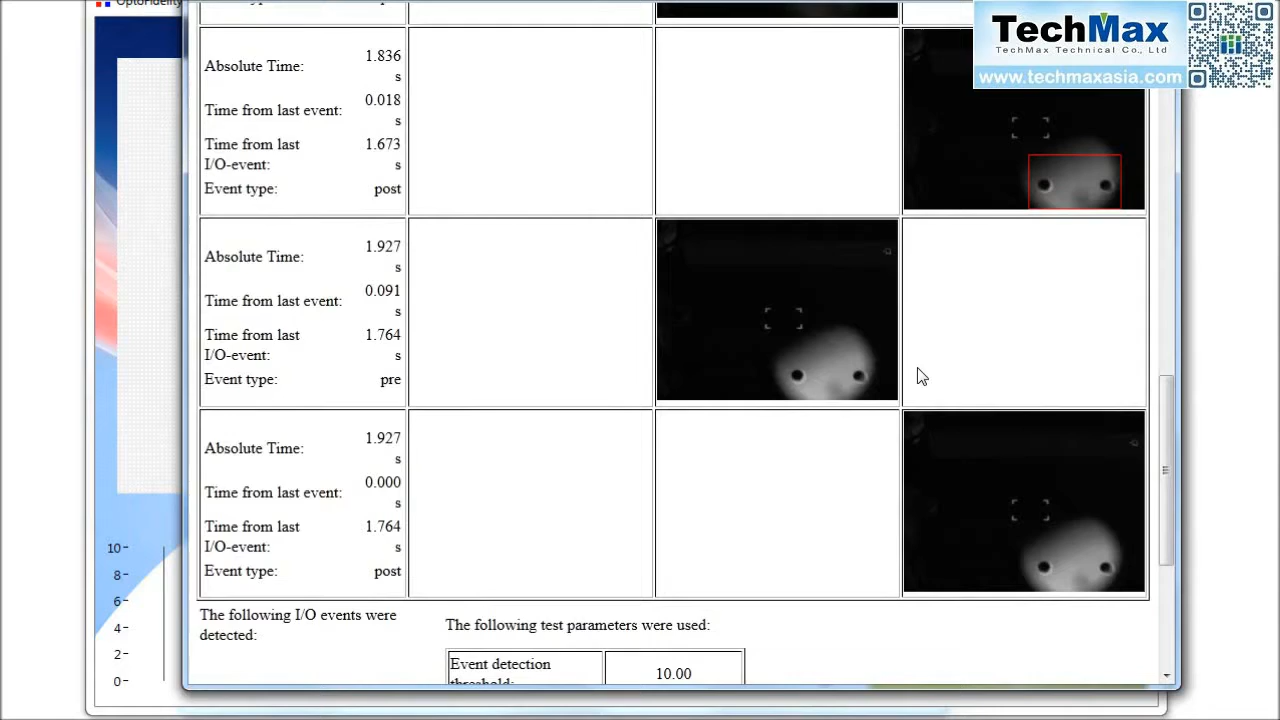 OptoFidelity
TechMax
TechMax Technical Co., Ltd
www.techmaxasia.com
Absolute Time: 1.836 s
Time from last event: 0.018 s
Time from last I/O-event: 1.673 s
Event type: post
Absolute Time: 1.927 s
Time from last event: 0.091 s
Time from last I/O-event: 1.764 s
Event type: pre
Absolute Time: 1.927 s
Time from last event: 0.000 s
Time from last I/O-event: 1.764 s
Event type: post
10
8
6
4
2
0
The following I/O events were
detected:
The following test parameters were used:
Event detection
threshold: 10.00